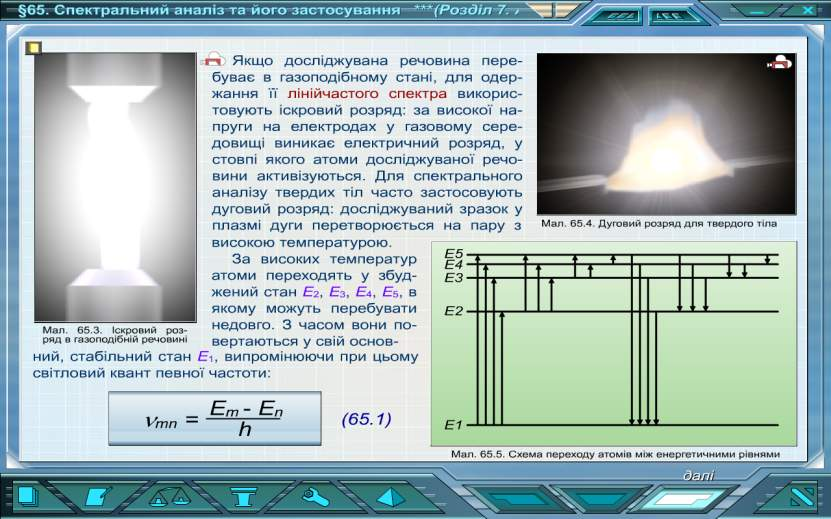 §65. Спектральний аналіз та його застосування ***(Розділ 7.
Якщо досліджувана речовина пере-
буває в газоподібному стані, для одер-
жання її лінійчастого спектра викорис-
товують іскровий розряд: за високої на-
пруги на електродах у газовому сере-
довищі виникає електричний розряд, у
стовпі якого атоми досліджуваної речо-
вини активізуються. Для спектрального
аналізу твердих тіл часто застосовують
дуговий розряд: досліджуваний зразок у
плазмі дуги перетворюється на пару з
високою температурою.
За високих температур
атоми переходять у збуд-
жений стан E2, E3, E4, E5, в
якому можуть перебувати
недовго. З часом вони по-
вертаються у свій основ-
ний, стабільний стан E1, випромінюючи при цьому
світловий квант певної частоти:
νmn = (Em - En) / h (65.1)
Мал. 65.3. Іскровий роз-
ряд в газоподібній речовині
Мал. 65.4. Дуговий розряд для твердого тіла
E5
E4
E3
E2
E1
Мал. 65.5. Схема переходу атомів між енергетичними рівнями
далі